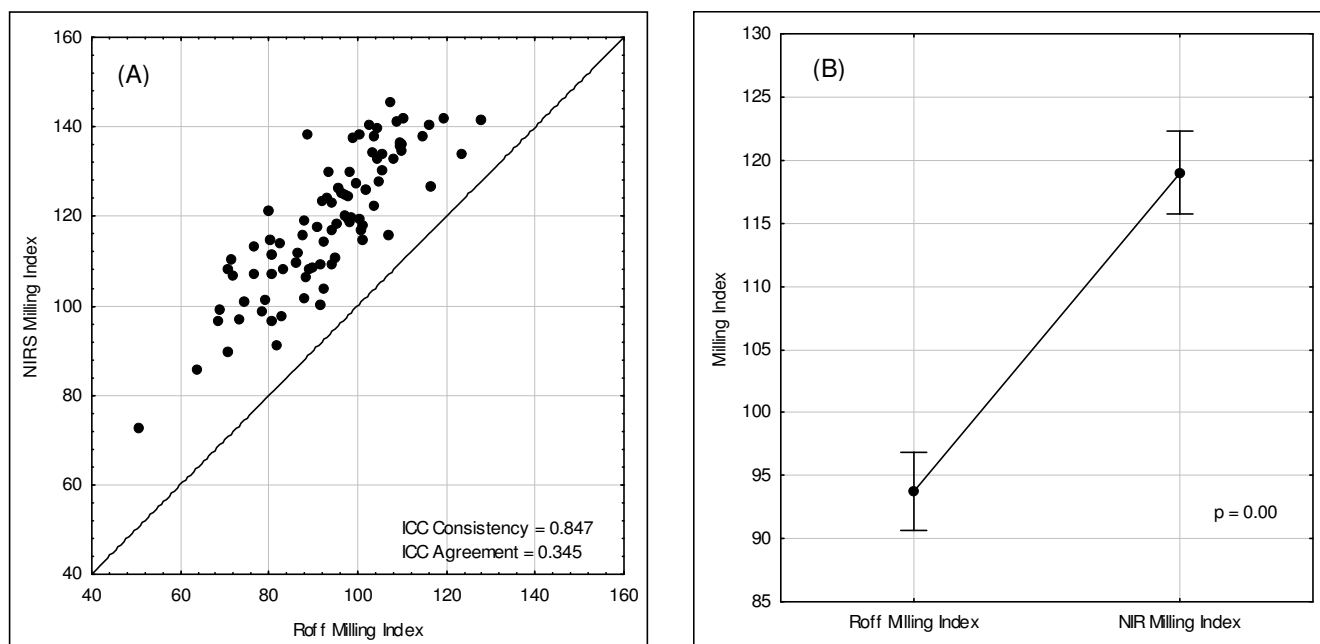 (A)
160
140
120
100
80
60
40
NIRS Milling Index
ICC Consistency = 0.847
ICC Agreement = 0.345
40 60 80 100 120 140 160
Roff Milling Index
(B)
130
125
120
115
110
105
100
95
90
85
Milling Index
p = 0.00
Roff Milling Index NIR Milling Index